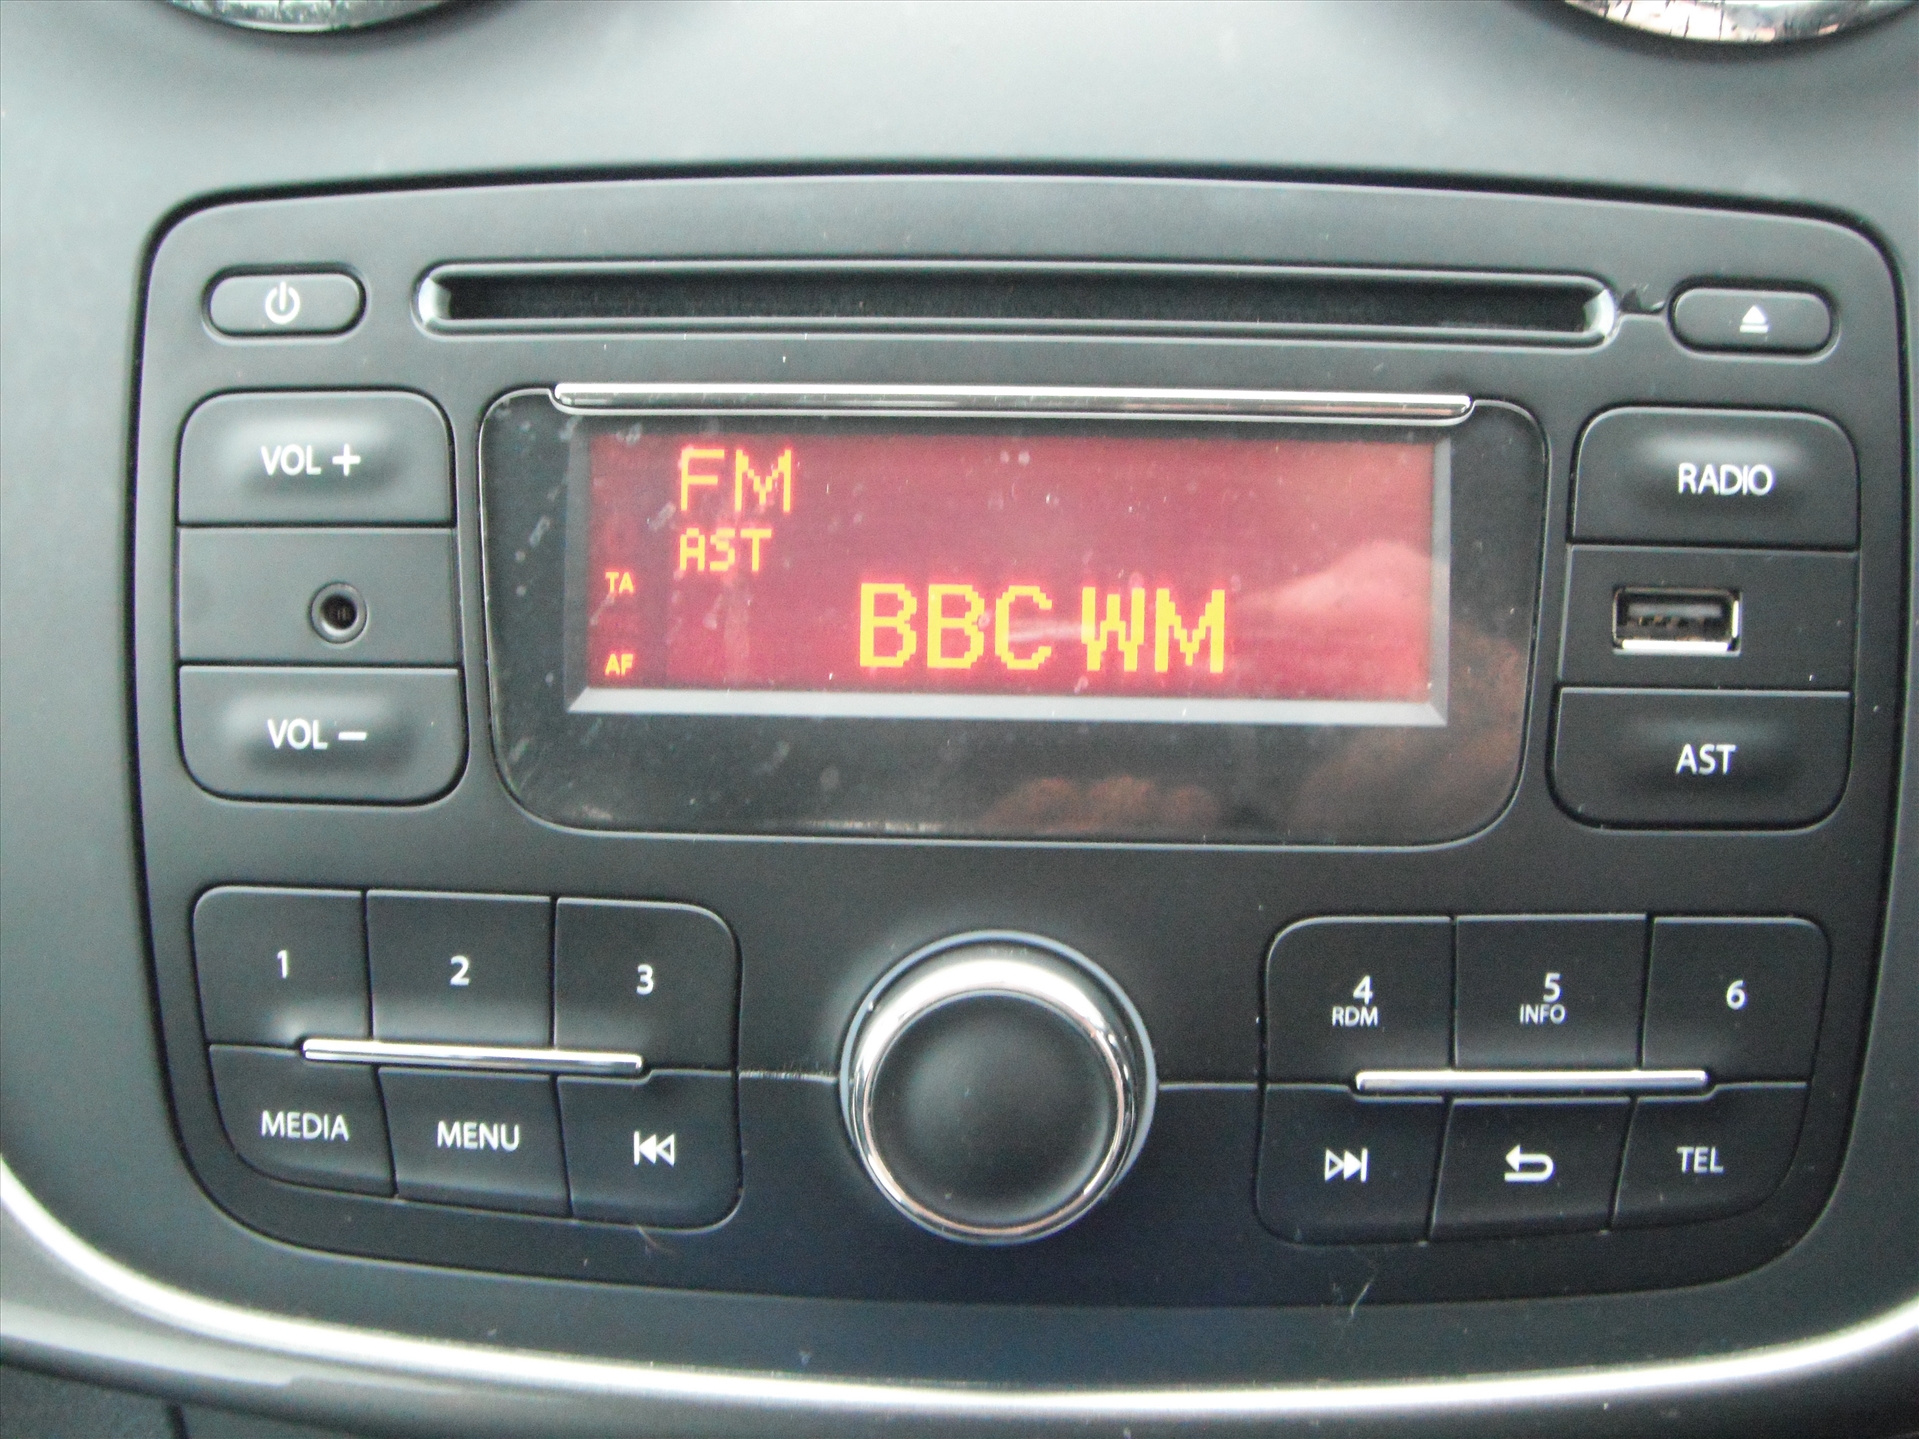 VOL +
VOL –
FM
AST
TA
AF
BBC WM
RADIO
AST
1
2
3
MEDIA
MENU
4
RDM
5
INFO
6
TEL